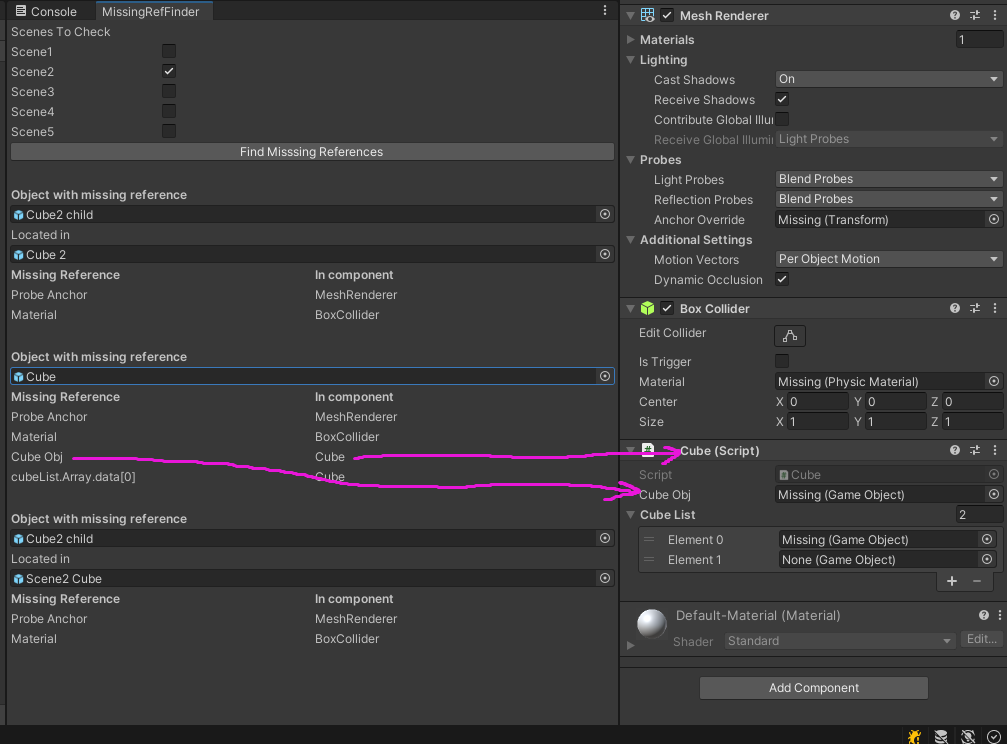 Console
MissingRefFinder
Scenes To Check
Scene1
Scene2
Scene3
Scene4
Scene5
Find Misssing References
Object with missing reference
Cube2 child
Located in
Cube 2
Missing Reference In component
Probe Anchor MeshRenderer
Material BoxCollider
Object with missing reference
Cube
Missing Reference In component
Probe Anchor MeshRenderer
Material BoxCollider
Cube Obj Cube
cubeList.Array.data[0] Cube
Object with missing reference
Cube2 child
Located in
Scene2 Cube
Missing Reference In component
Probe Anchor MeshRenderer
Material BoxCollider
Mesh Renderer
Materials 1
Lighting
Cast Shadows On
Receive Shadows
Contribute Global Illu
Receive Global Illumin Light Probes
Probes
Light Probes Blend Probes
Reflection Probes Blend Probes
Anchor Override Missing (Transform)
Additional Settings
Motion Vectors Per Object Motion
Dynamic Occlusion
Box Collider
Edit Collider
Is Trigger
Material Missing (Physic Material)
Center X 0 Y 0 Z 0
Size X 1 Y 1 Z 1
# Cube (Script)
Script # Cube
Cube Obj Missing (Game Object)
Cube List 2
Element 0 Missing (Game Object)
Element 1 None (Game Object)
+ −
Default-Material (Material)
Shader Standard Edit...
Add Component